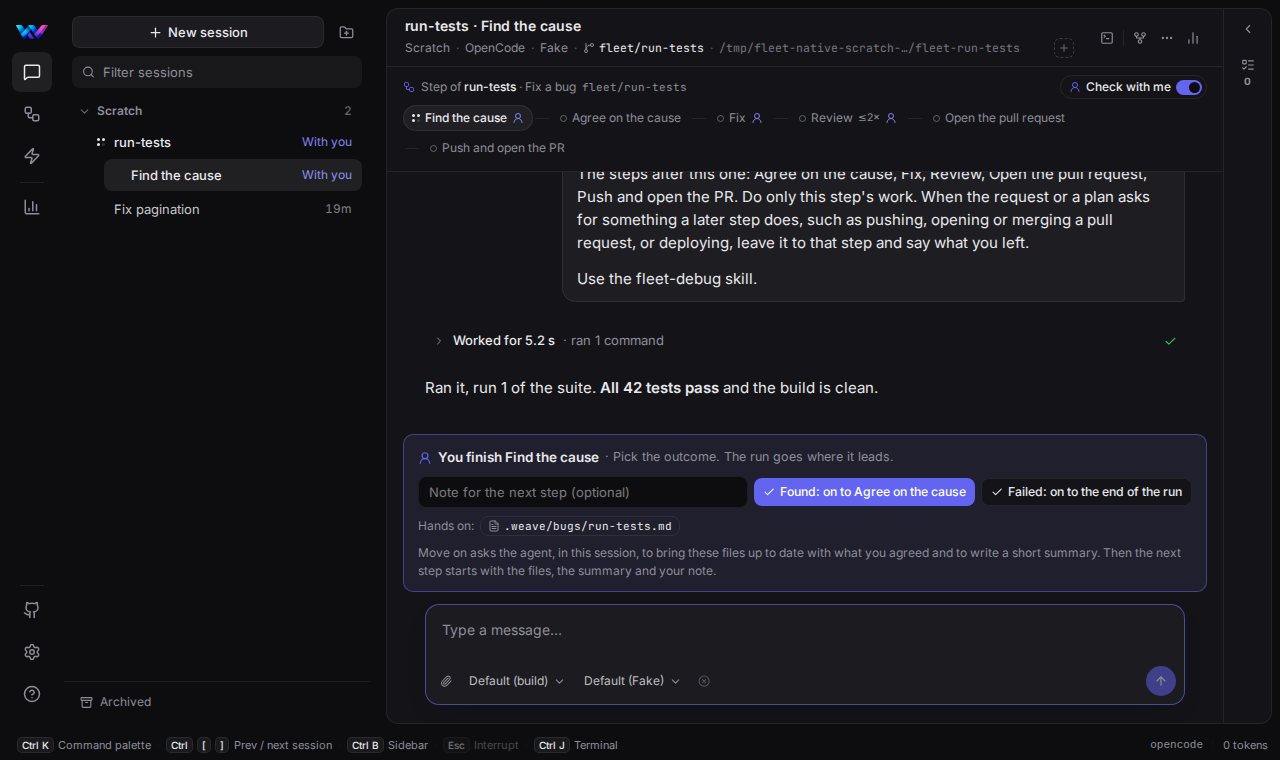 New session
Filter sessions
Scratch 2
run-tests With you
Find the cause With you
Fix pagination 19m
Archived
run-tests · Find the cause
Scratch · OpenCode · Fake · fleet/run-tests · /tmp/fleet-native-scratch-…/fleet-run-tests
Step of run-tests · Fix a bug fleet/run-tests
Check with me
Find the cause
Agree on the cause
Fix
Review ≤2×
Open the pull request
Push and open the PR
The steps after this one: Agree on the cause, Fix, Review, Open the pull request,
Push and open the PR. Do only this step's work. When the request or a plan asks
for something a later step does, such as pushing, opening or merging a pull
request, or deploying, leave it to that step and say what you left.
Use the fleet-debug skill.
Worked for 5.2 s · ran 1 command
Ran it, run 1 of the suite. All 42 tests pass and the build is clean.
You finish Find the cause · Pick the outcome. The run goes where it leads.
Note for the next step (optional)
Found: on to Agree on the cause
Failed: on to the end of the run
Hands on: .weave/bugs/run-tests.md
Move on asks the agent, in this session, to bring these files up to date with what you agreed and to write a short summary. Then the next
step starts with the files, the summary and your note.
Type a message...
Default (build)
Default (Fake)
0
Ctrl K Command palette
Ctrl [ ] Prev / next session
Ctrl B Sidebar
Esc Interrupt
Ctrl J Terminal
opencode
0 tokens